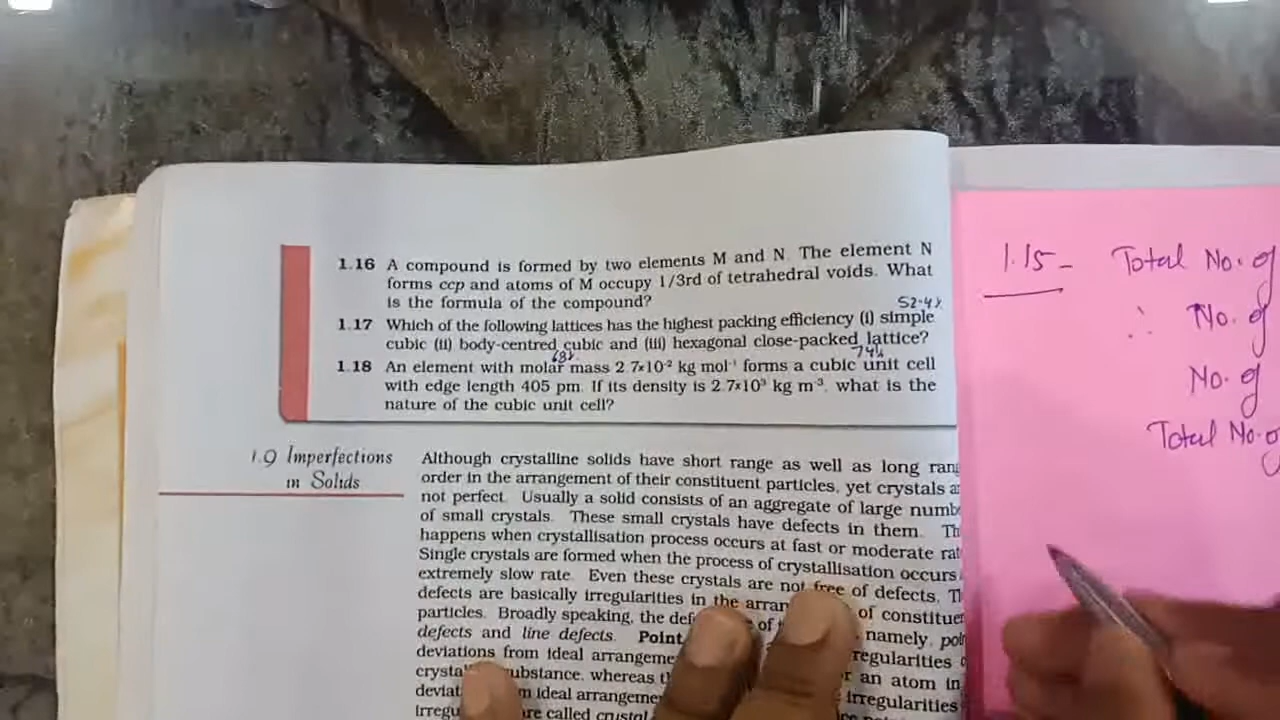 1.16 A compound is formed by two elements M and N. The element N
forms ccp and atoms of M occupy 1/3rd of tetrahedral voids. What
is the formula of the compound?
52.4%
1.17 Which of the following lattices has the highest packing efficiency (i) simple
cubic (ii) body-centred cubic and (iii) hexagonal close-packed lattice?
68% 74%
1.18 An element with molar mass 2.7×10⁻² kg mol⁻¹ forms a cubic unit cell
with edge length 405 pm. If its density is 2.7×10³ kg m⁻³, what is the
nature of the cubic unit cell?
1.9 Imperfections
in Solids
Although crystalline solids have short range as well as long
order in the arrangement of their constituent particles, yet crystals
not perfect. Usually a solid consists of an aggregate of large
of small crystals. These small crystals have defects in them.
happens when crystallisation process occurs at fast or moderate
Single crystals are formed when the process of crystallisation occurs
extremely slow rate. Even these crystals are not free of defects.
defects are basically irregularities in the of
particles. Broadly speaking, the of namely,
defects and line defects. Point
deviations from ideal irregularities
substance, whereas an atom in
ideal irregularities
are called
1.15 - Total No. of
∴ No. of
No. of
Total No. of